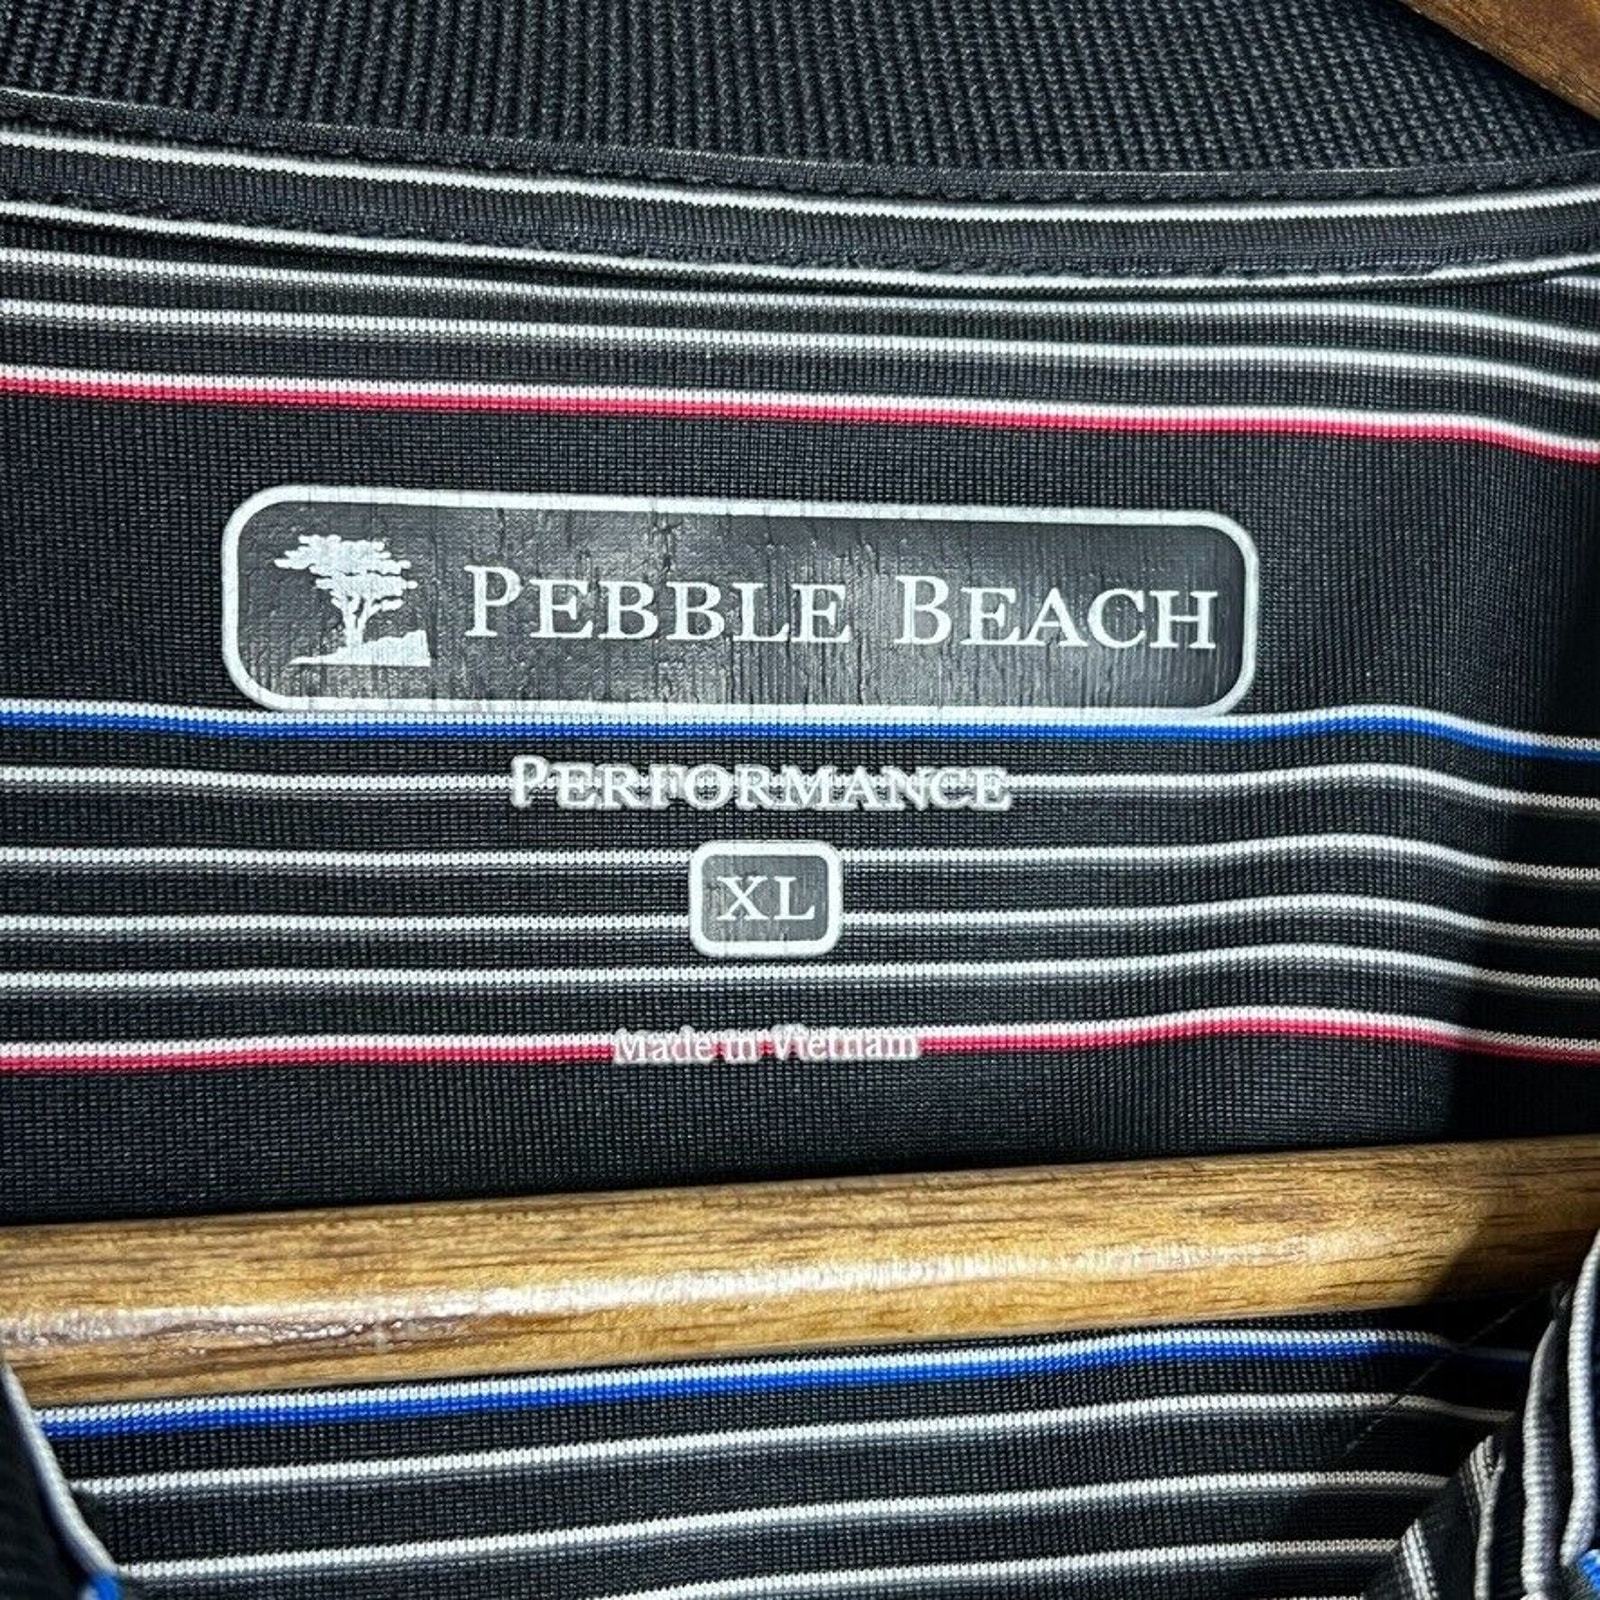 PEBBLE BEACH
PERFORMANCE
XL
Made in Vietnam